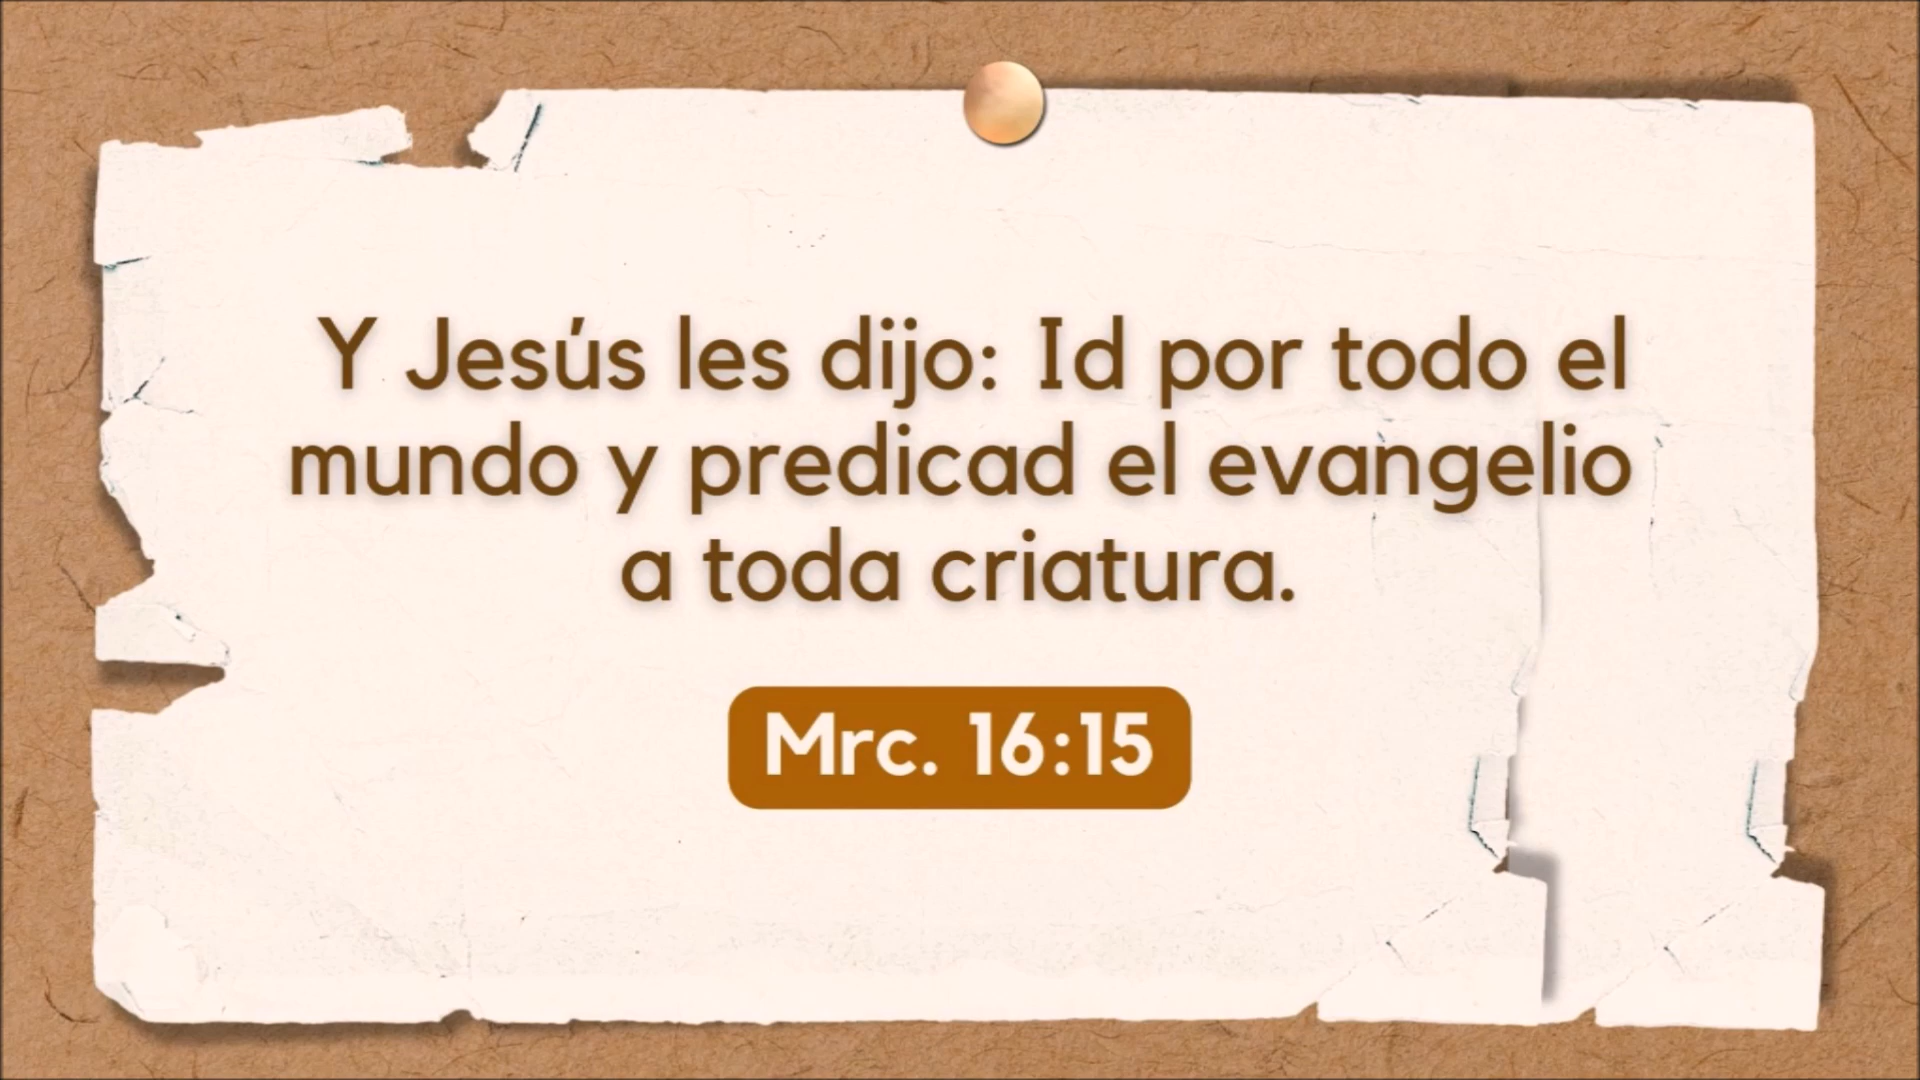 Y Jesús les dijo: Id por todo el
mundo y predicad el evangelio
a toda criatura.
Mrc. 16:15